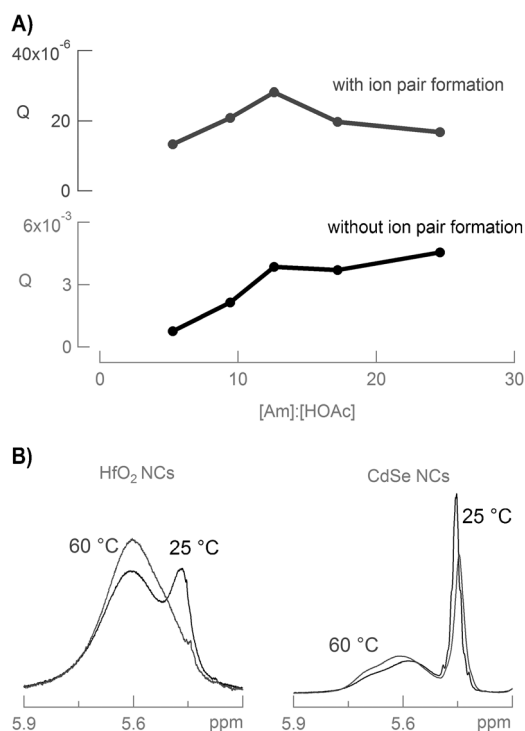 A)
40x10⁻⁶
Q
20
0
with ion pair formation
6x10⁻³
without ion pair formation
Q
3
0
0 10 20 30
[Am]:[HOAc]
B)
HfO₂ NCs
CdSe NCs
60 °C
25 °C
25 °C
60 °C
5.9 5.6 ppm
5.9 5.6 ppm